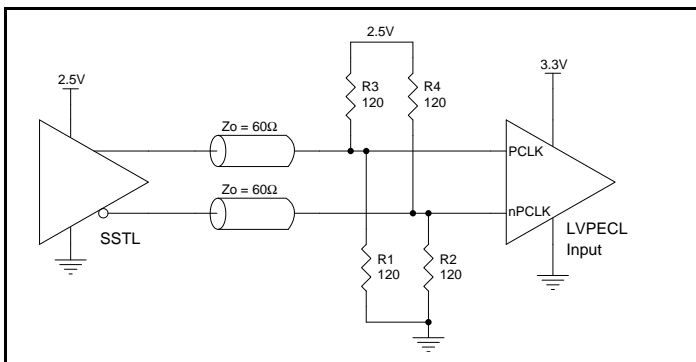 2.5V
2.5V
3.3V
R3
120
R4
120
Zo = 60Ω
PCLK
Zo = 60Ω
nPCLK
SSTL
LVPECL
Input
R1
120
R2
120